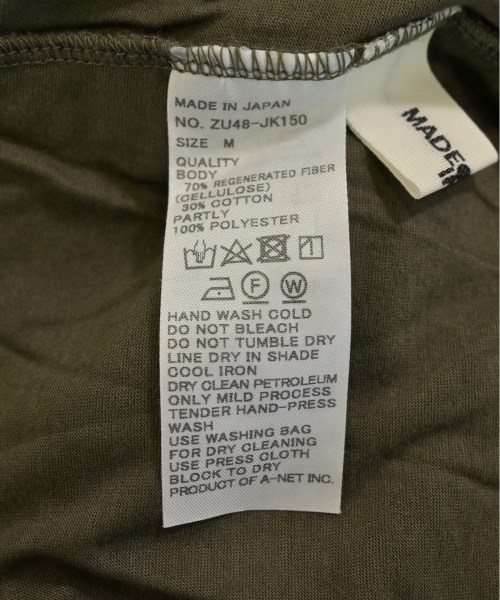 MADE IN JAPAN
NO. ZU48-JK150
SIZE M
QUALITY
BODY
70% REGENERATED FIBER
(CELLULOSE)
30% COTTON
PARTLY
100% POLYESTER
F W
HAND WASH COLD
DO NOT BLEACH
DO NOT TUMBLE DRY
LINE DRY IN SHADE
COOL IRON
DRY CLEAN PETROLEUM
ONLY MILD PROCESS
TENDER HAND-PRESS
WASH
USE WASHING BAG
FOR DRY CLEANING
USE PRESS CLOTH
BLOCK TO DRY
PRODUCT OF A-NET INC.
MADE